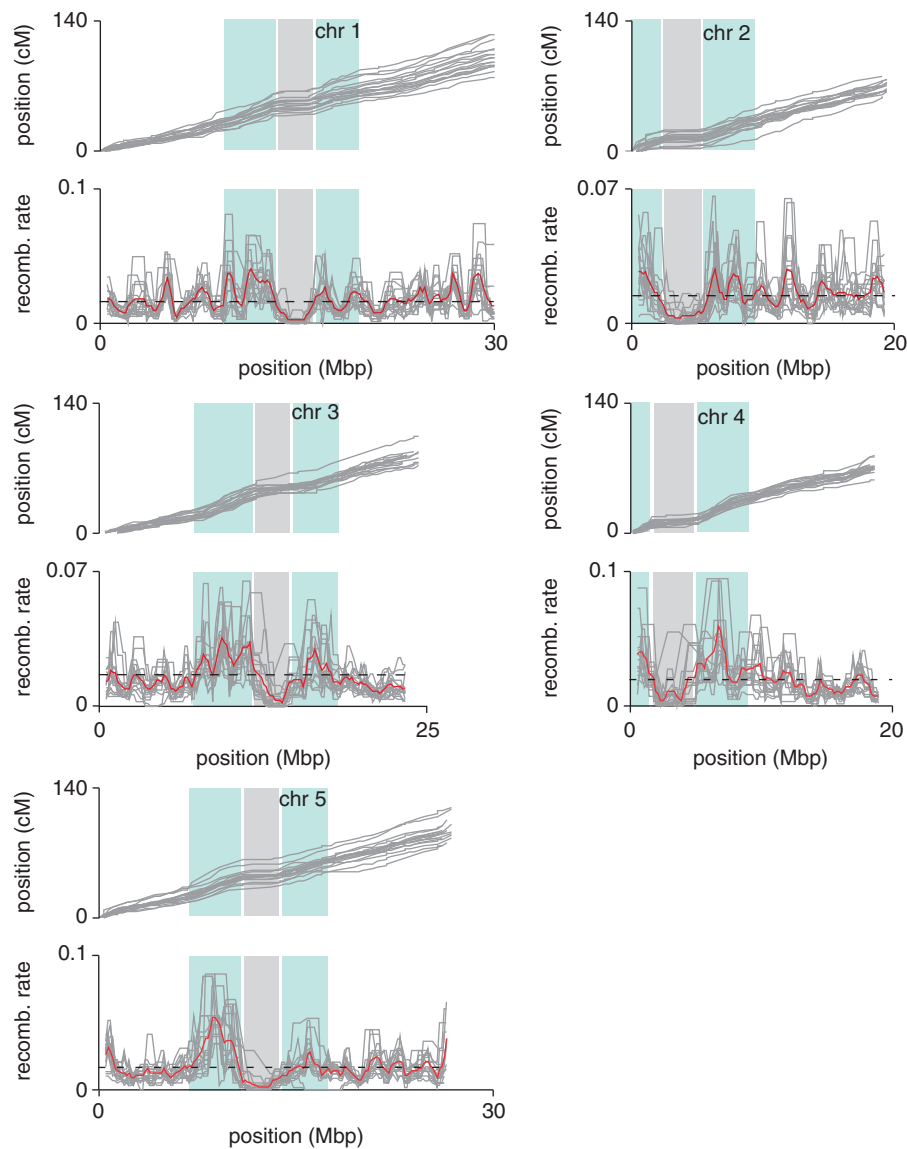 140
position (cM)
0
chr 1
0.1
recomb. rate
0
30
position (Mbp)
140
position (cM)
0
chr 2
0.07
recomb. rate
0
0
20
position (Mbp)
140
position (cM)
0
chr 3
0.07
recomb. rate
0
0
25
position (Mbp)
140
position (cM)
0
chr 4
0.1
recomb. rate
0
0
20
position (Mbp)
140
position (cM)
0
chr 5
0.1
recomb. rate
0
0
30
position (Mbp)